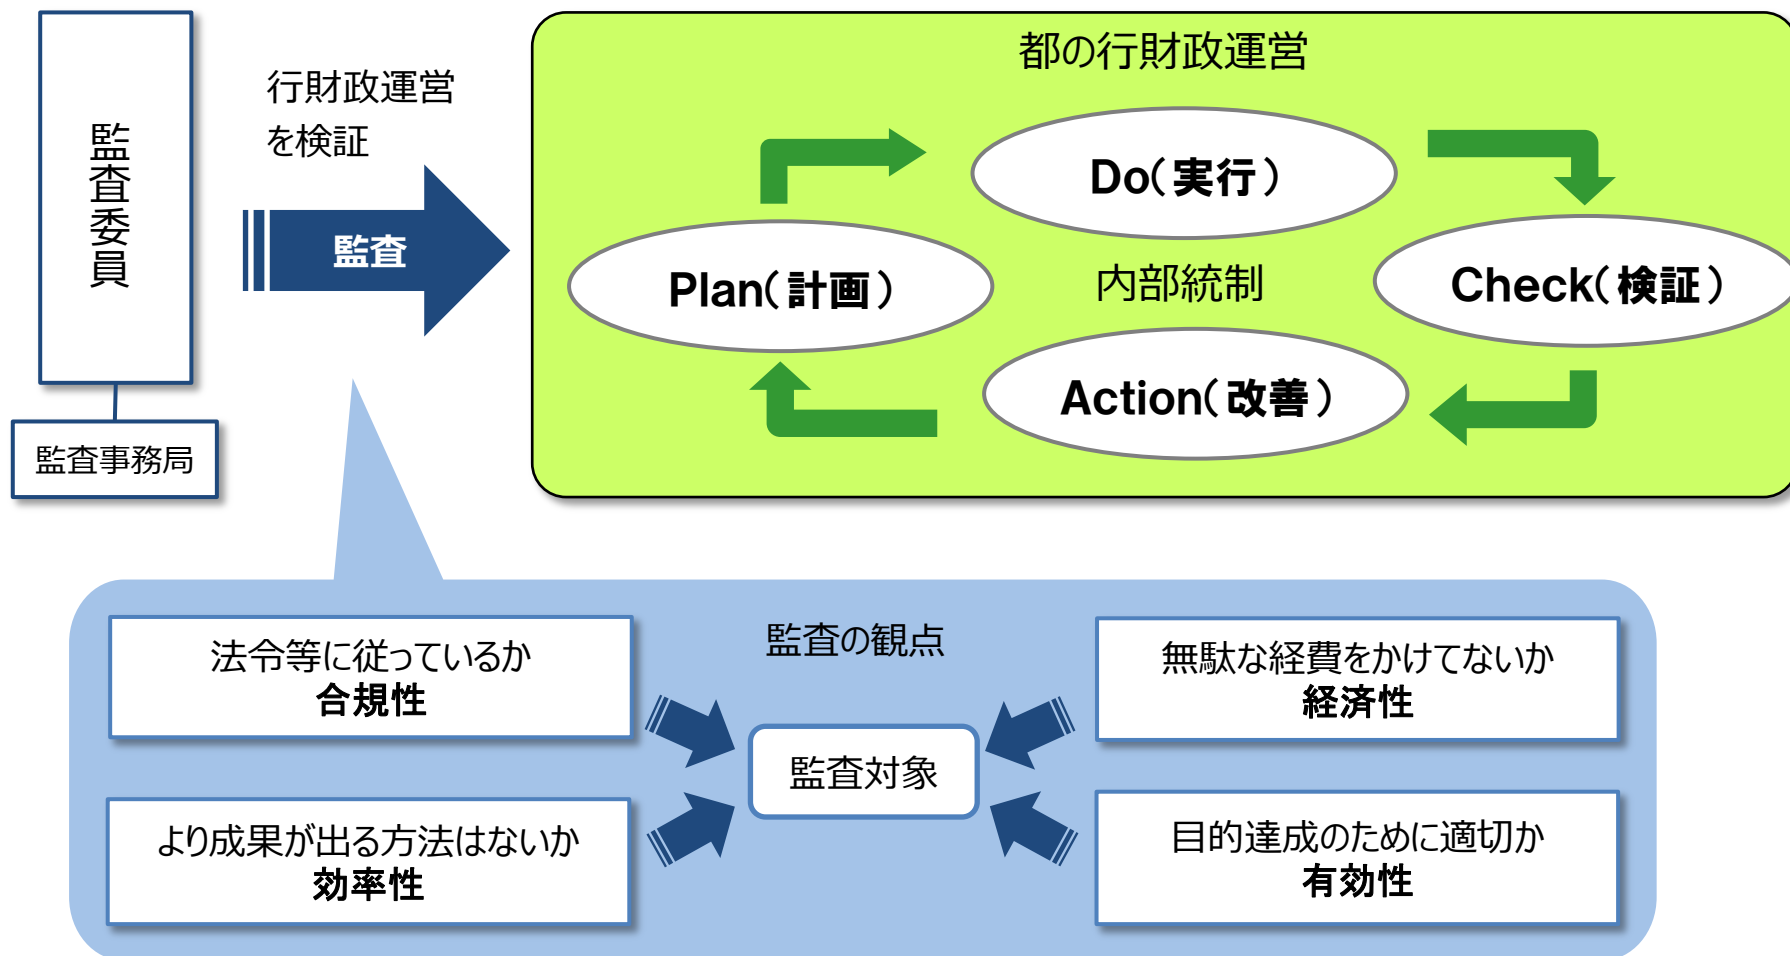 監査委員
監査事務局
行財政運営
を検証
監査
都の行財政運営
Do(実行)
Plan(計画)
内部統制
Check(検証)
Action(改善)
監査の観点
法令等に従っているか
合規性
無駄な経費をかけてないか
経済性
監査対象
より成果が出る方法はないか
効率性
目的達成のために適切か
有効性